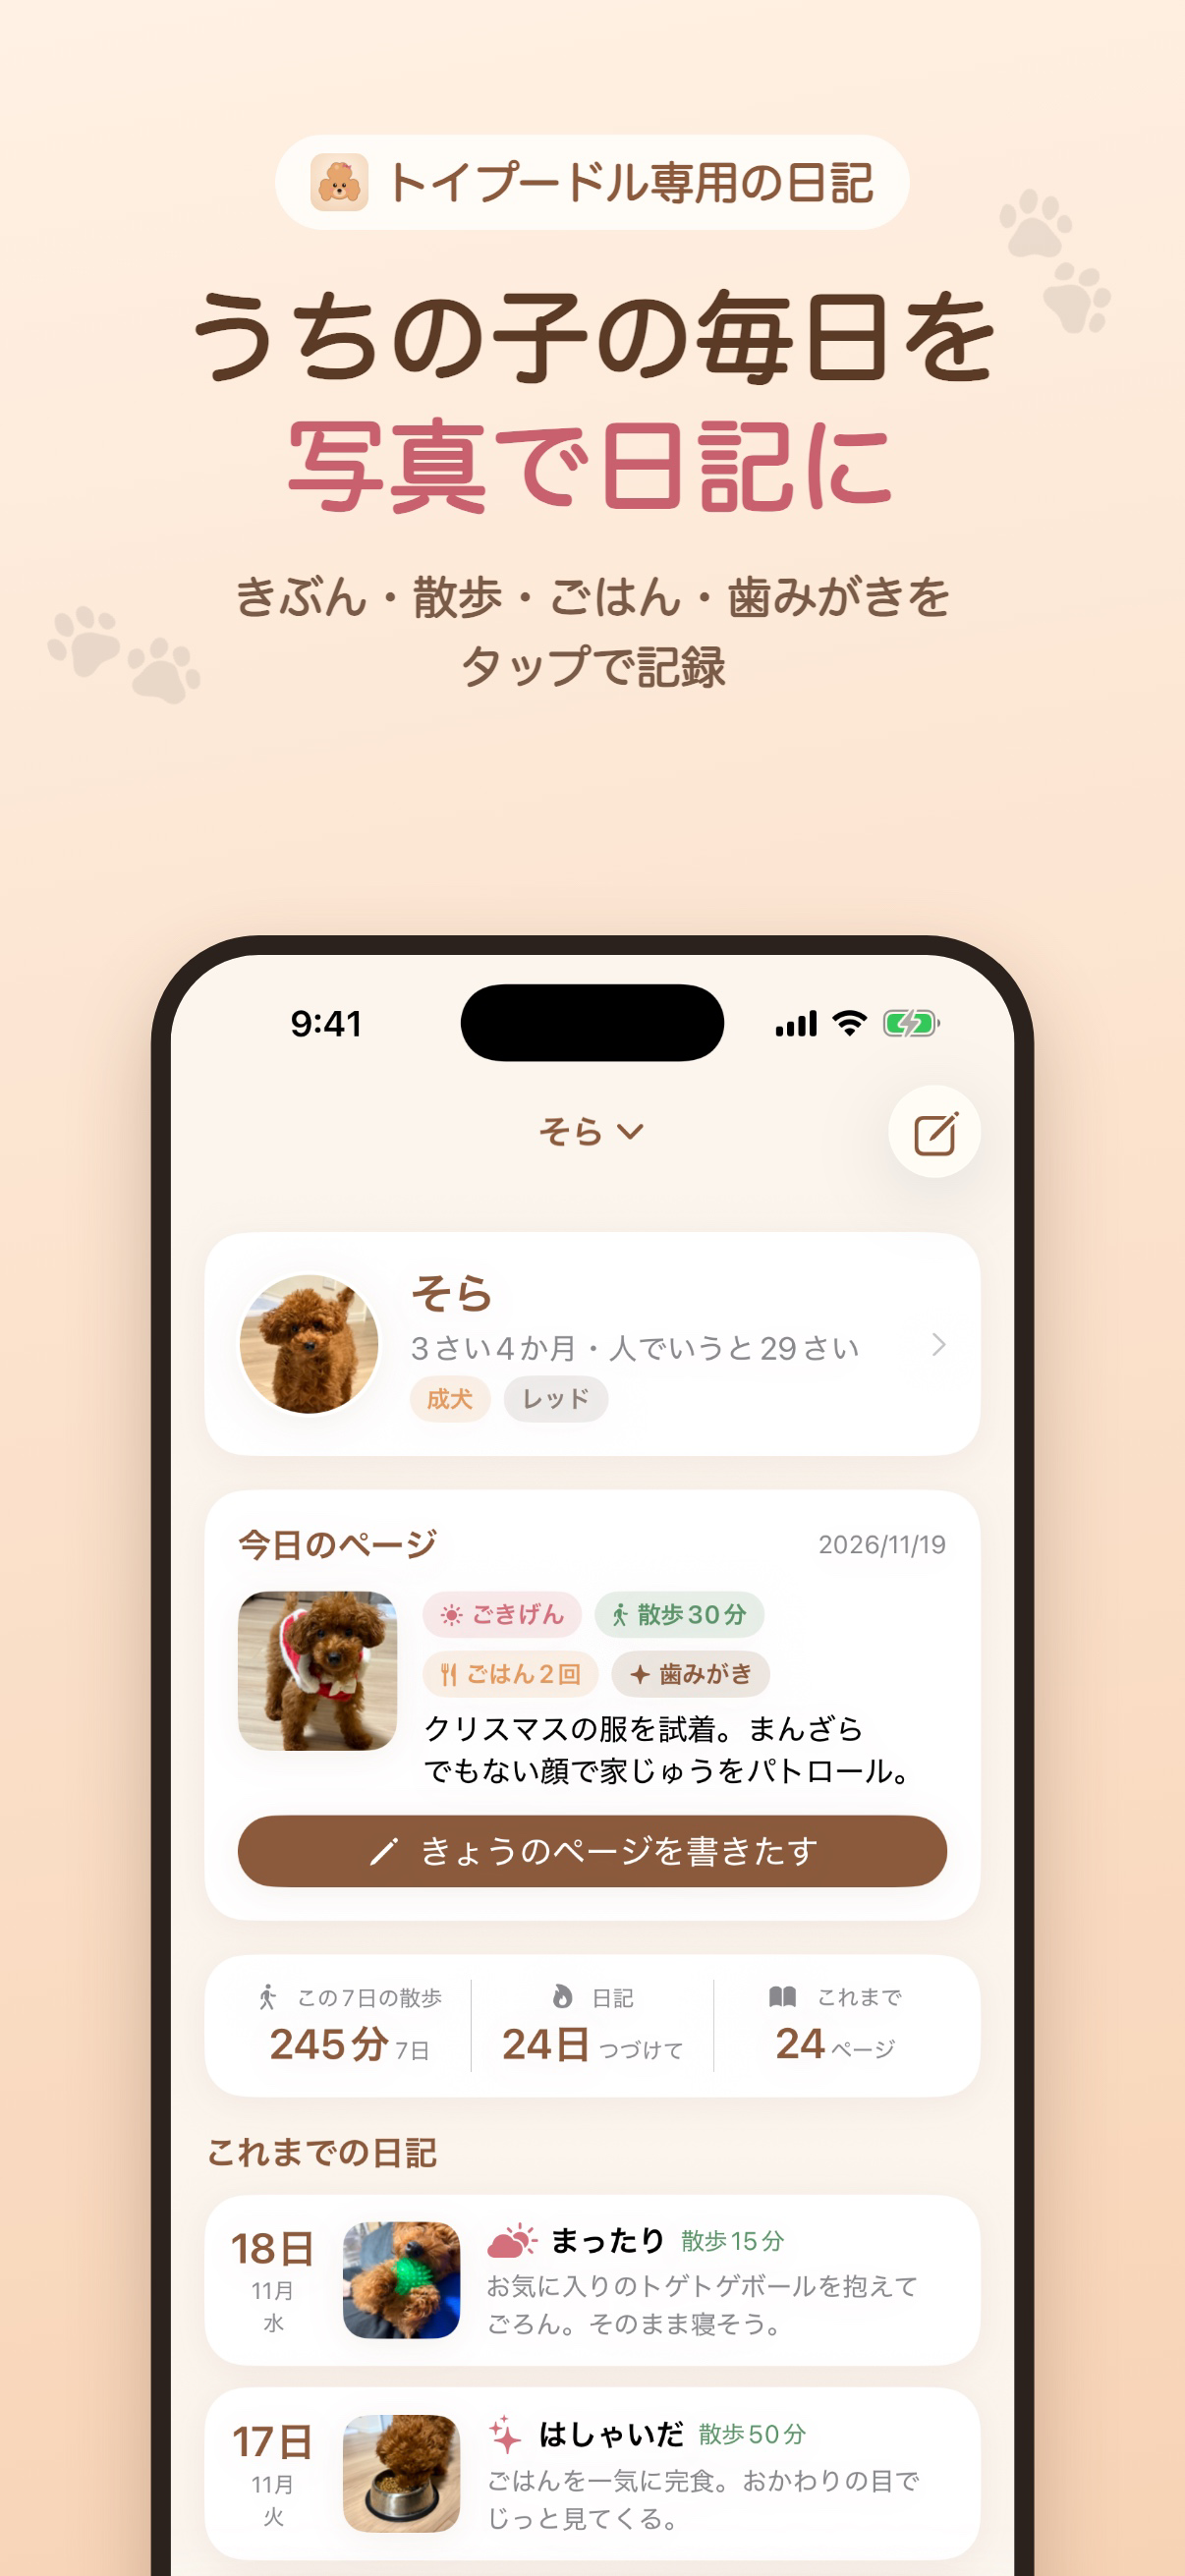 トイプードル専用の日記
うちの子の毎日を
写真で日記に
きぶん・散歩・ごはん・歯みがきを
タップで記録
9:41
そら
そら
3さい4か月・人でいうと29さい
成犬 レッド
今日のページ 2026/11/19
ごきげん 散歩30分
ごはん2回 歯みがき
クリスマスの服を試着。まんざら
でもない顔で家じゅうをパトロール。
きょうのページを書きたす
この7日の散歩 日記 これまで
245分 7日 24日 つづけて 24 ページ
これまでの日記
18日 まったり 散歩15分
11月 お気に入りのトゲトゲボールを抱えて
水 ごろん。そのまま寝そう。
17日 はしゃいだ 散歩50分
11月 ごはんを一気に完食。おかわりの目で
火 じっと見てくる。